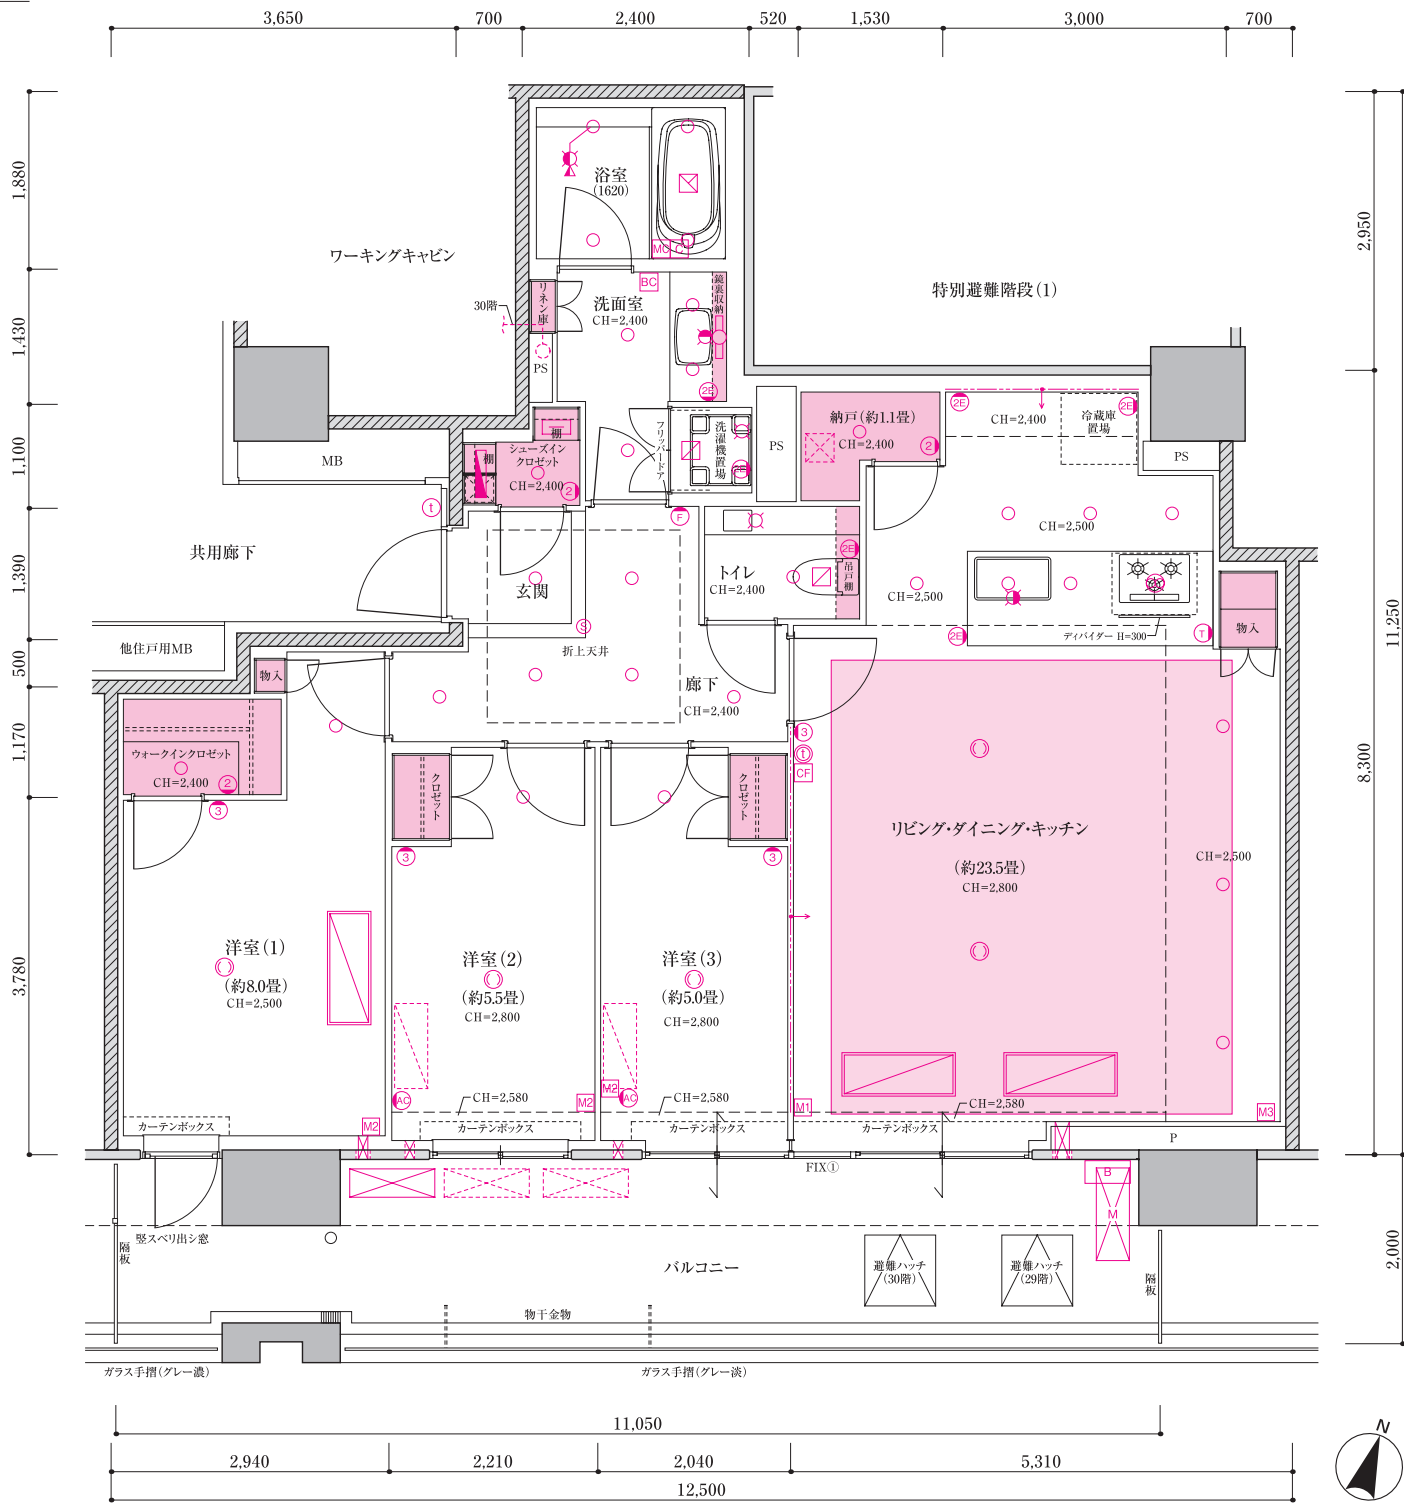 3,650
700
2,400
520
1,530
3,000
700
1,880
1,430
1,100
1,390
500
1,170
3,780
2,950
8,300
11,250
2,000
浴室
(1620)
MC
C
ワーキングキャビン
特別避難階段(1)
30階
リネン庫
BC
洗面室
CH=2,400
鏡裏収納
2E
PS
MB
棚
棚
シューズイン
クロゼット
CH=2,400
2
フリッパードア
洗濯機置場
2E
PS
納戸(約1.1畳)
CH=2,400
2
2E
CH=2,400
冷蔵庫
置場
2E
PS
t
F
共用廊下
玄関
S
折上天井
トイレ
CH=2,400
2E
吊戸棚
CH=2,500
CH=2,500
2E
ディバイダー H=300
T
物入
他住戸用MB
物入
廊下
CH=2,400
ウォークインクロゼット
CH=2,400
2
3
クロゼット
3
クロゼット
3
3
t
CF
リビング・ダイニング・キッチン
(約23.5畳)
CH=2,800
CH=2,500
洋室(1)
(約8.0畳)
CH=2,500
洋室(2)
(約5.5畳)
CH=2,800
洋室(3)
(約5.0畳)
CH=2,800
AC
CH=2,580
M2
M2
AC
CH=2,580
M1
CH=2,580
M3
M2
カーテンボックス
カーテンボックス
カーテンボックス
カーテンボックス
P
FIX①
B
M
竪スベリ出シ窓
隔板
バルコニー
避難ハッチ
(30階)
避難ハッチ
(29階)
隔板
物干金物
ガラス手摺(グレー濃)
ガラス手摺(グレー淡)
11,050
2,940
2,210
2,040
5,310
12,500
N